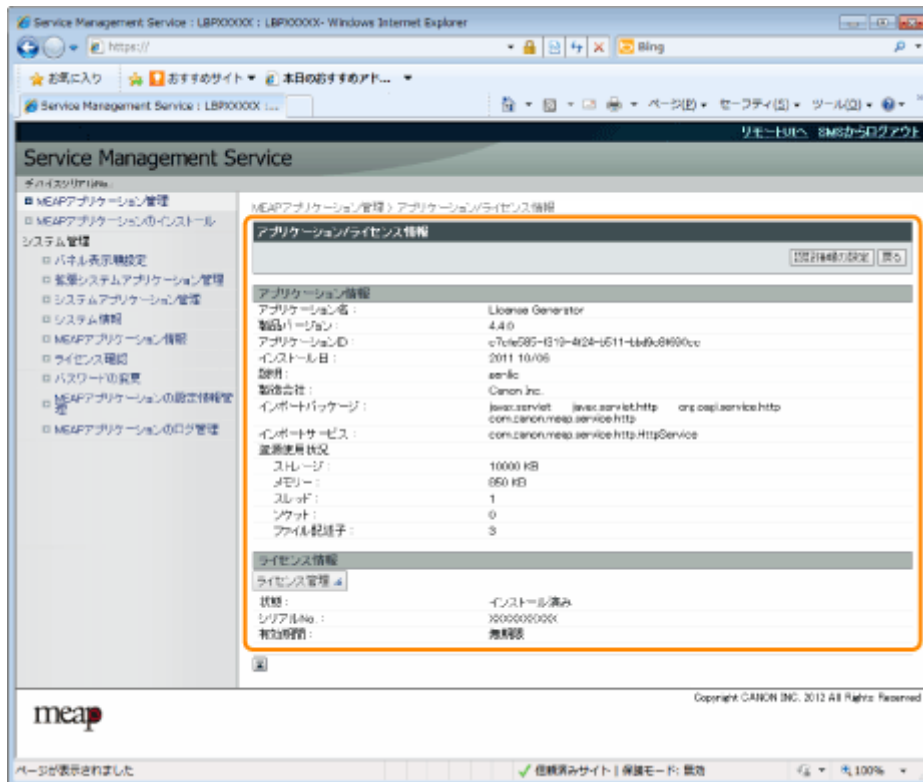 Service Management Service : LBPXXXXX : LBPXXXXX- Windows Internet Explorer
https://
Bing
お気に入り おすすめサイト 本日のおすすめアド...
Service Management Service : LBPXXXXX :...
ページ(P) セーフティ(S) ツール(O)
リモートUIへ SMSからログアウト
Service Management Service
デバイスシリアルNo.:
MEAPアプリケーション管理
MEAPアプリケーションのインストール
システム管理
パネル表示機設定
拡張システムアプリケーション管理
システムアプリケーション管理
システム情報
MEAPアプリケーション情報
ライセンス確認
パスワードの変更
MEAPアプリケーションの設定情報管理
MEAPアプリケーションのログ管理
MEAPアプリケーション管理 > アプリケーション/ライセンス情報
アプリケーション/ライセンス情報
認証情報の設定 戻る
アプリケーション情報
アプリケーション名 : License Generator
製品バージョン : 4.4.0
アプリケーションID :
インストール日 : 2011 10/06
説明 :
製造会社 : Canon Inc.
インポートパッケージ : javax.servlet javax.servlet.http org.osgi.service.http
com.canon.meap.service.http
インポートサービス : com.canon.meap.service.http.HttpService
資源使用状況
ストレージ : 10000 KB
メモリー : 850 KB
スレッド : 1
ソケット : 0
ファイル記述子 : 3
ライセンス情報
ライセンス管理
状態 : インストール済み
シリアルNo. : XXXXXXXXXX
有効期間 : 無期限
meap
Copyright CANON INC. 2012 All Rights Reserved
ページが表示されました
信頼済みサイト | 保護モード: 無効
100%